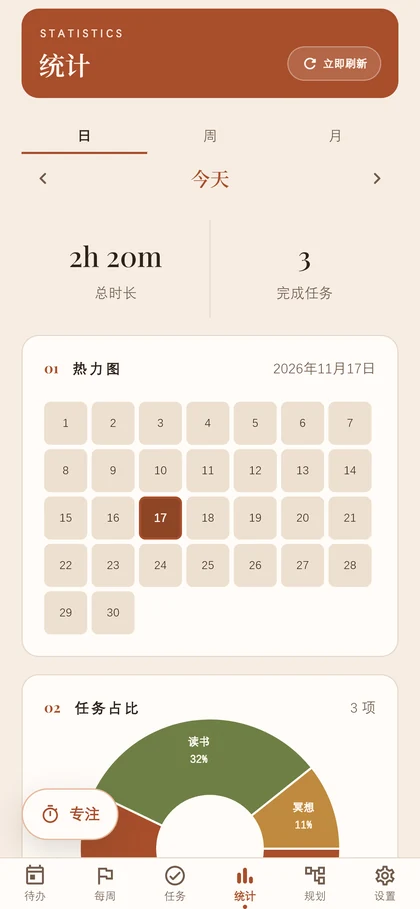 STATISTICS
统计
立即刷新
日 周 月
今天
2h 20m 3
总时长 完成任务
01 热力图 2026年11月17日
1 2 3 4 5 6 7
8 9 10 11 12 13 14
15 16 17 18 19 20 21
22 23 24 25 26 27 28
29 30
02 任务占比 3 项
读书
32%
冥想
11%
专注
待办 每周 任务 统计 规划 设置